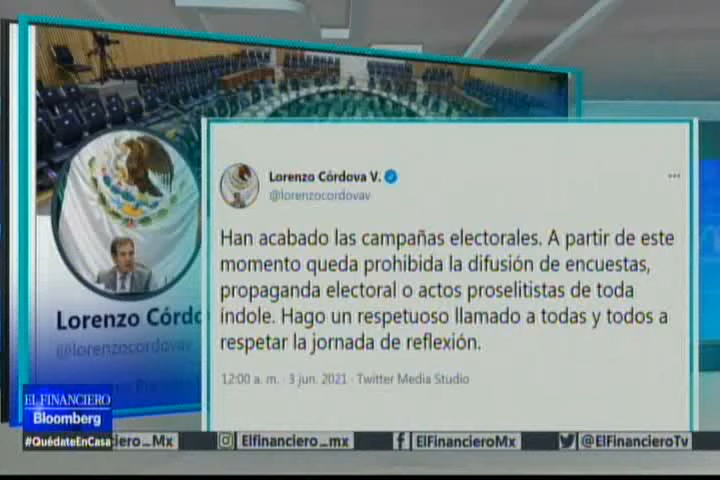 Lorenzo Córdova V.
@lorenzocordovav
Han acabado las campañas electorales. A partir de este
momento queda prohibida la difusión de encuestas,
propaganda electoral o actos proselitistas de toda
índole. Hago un respetuoso llamado a todas y todos a
respetar la jornada de reflexión.
12:00 a. m. · 3 jun. 2021 · Twitter Media Studio
Lorenzo Córdo
@lorenzocordovav
EL FINANCIERO
Bloomberg
#QuédateEnCasa
nciero_Mx Elfinanciero_mx ElFinancieroMx @ElFinancieroTv